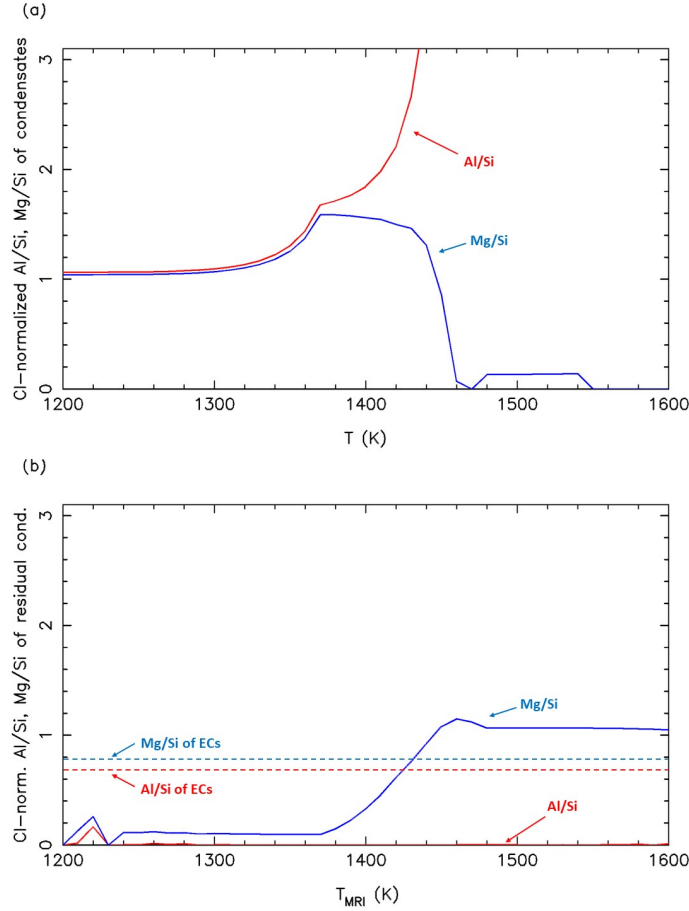 (a)
CI−normalized Al/Si, Mg/Si of condensates
3
2
1
0
Al/Si
Mg/Si
1200
1300
1400
1500
1600
T (K)
(b)
CI−norm. Al/Si, Mg/Si of residual cond.
3
2
1
0
Mg/Si
Mg/Si of ECs
Al/Si of ECs
Al/Si
1200
1300
1400
1500
1600
TMRI (K)